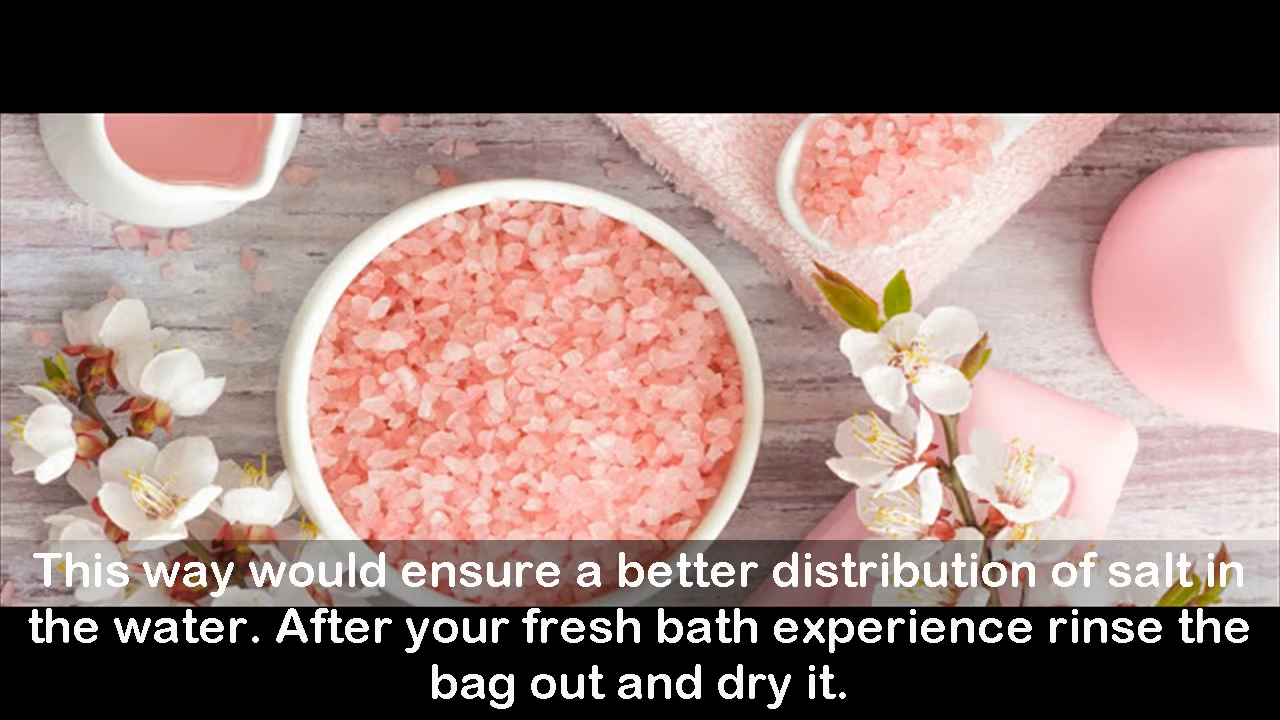 This way would ensure a better distribution of salt in
the water. After your fresh bath experience rinse the
bag out and dry it.